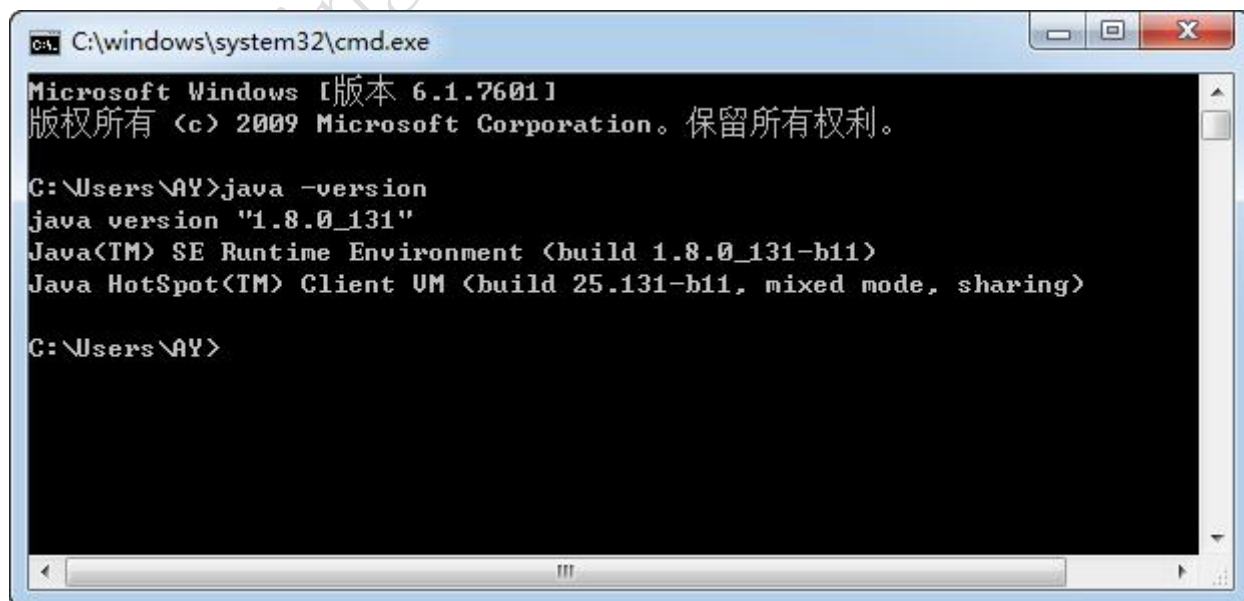 C:\windows\system32\cmd.exe
Microsoft Windows [版本 6.1.7601]
版权所有 (c) 2009 Microsoft Corporation。保留所有权利。
C:\Users\AY>java -version
java version "1.8.0_131"
Java(TM) SE Runtime Environment (build 1.8.0_131-b11)
Java HotSpot(TM) Client VM (build 25.131-b11, mixed mode, sharing)
C:\Users\AY>